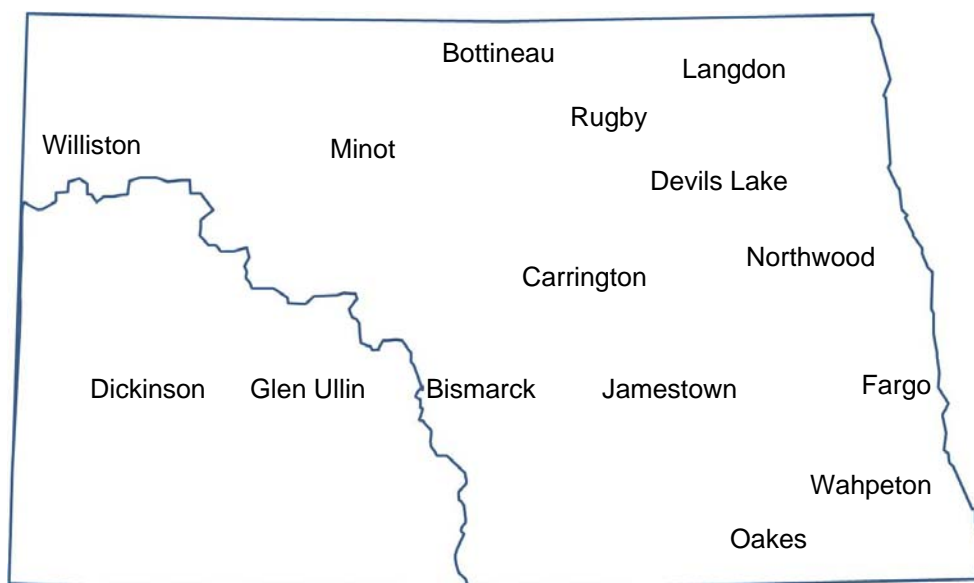 Bottineau
Langdon
Rugby
Williston
Minot
Devils Lake
Northwood
Carrington
Dickinson
Glen Ullin
Bismarck
Jamestown
Fargo
Wahpeton
Oakes